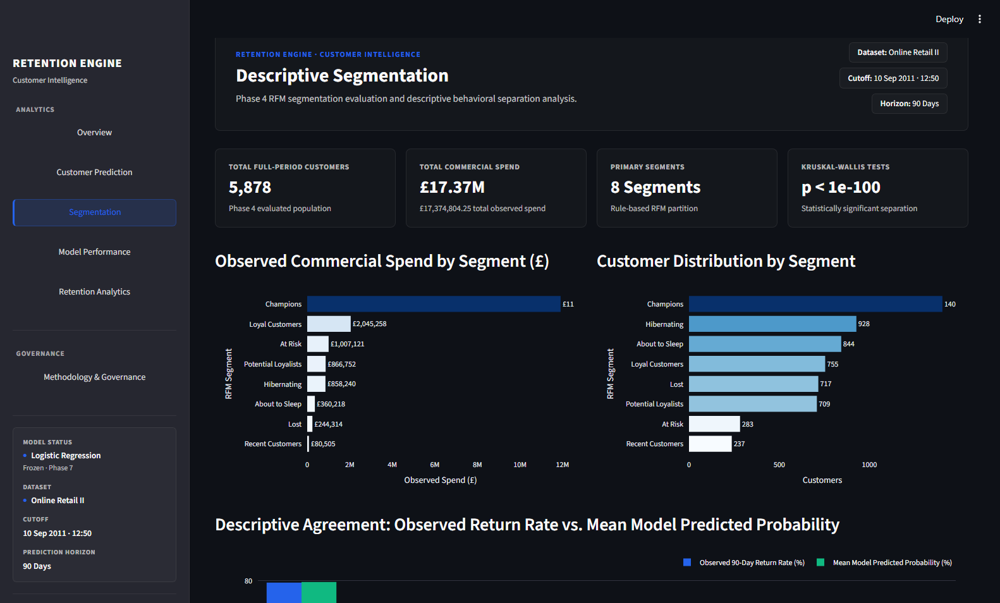 Deploy
RETENTION ENGINE
Customer Intelligence
ANALYTICS
Overview
Customer Prediction
Segmentation
Model Performance
Retention Analytics
GOVERNANCE
Methodology & Governance
MODEL STATUS
Logistic Regression
Frozen · Phase 7
DATASET
Online Retail II
CUTOFF
10 Sep 2011 · 12:50
PREDICTION HORIZON
90 Days
RETENTION ENGINE · CUSTOMER INTELLIGENCE
Descriptive Segmentation
Phase 4 RFM segmentation evaluation and descriptive behavioral separation analysis.
Dataset: Online Retail II
Cutoff: 10 Sep 2011 · 12:50
Horizon: 90 Days
TOTAL FULL-PERIOD CUSTOMERS
5,878
Phase 4 evaluated population
TOTAL COMMERCIAL SPEND
£17.37M
£17,374,804.25 total observed spend
PRIMARY SEGMENTS
8 Segments
Rule-based RFM partition
KRUSKAL-WALLIS TESTS
p < 1e-100
Statistically significant separation
Observed Commercial Spend by Segment (£)
RFM Segment
Champions £11
Loyal Customers £2,045,258
At Risk £1,007,121
Potential Loyalists £866,752
Hibernating £858,240
About to Sleep £360,218
Lost £244,314
Recent Customers £80,505
0 2M 4M 6M 8M 10M 12M
Observed Spend (£)
Customer Distribution by Segment
RFM Segment
Champions 140
Hibernating 928
About to Sleep 844
Loyal Customers 755
Lost 717
Potential Loyalists 709
At Risk 283
Recent Customers 237
0 500 1000
Customers
Descriptive Agreement: Observed Return Rate vs. Mean Model Predicted Probability
Observed 90-Day Return Rate (%) Mean Model Predicted Probability (%)
80